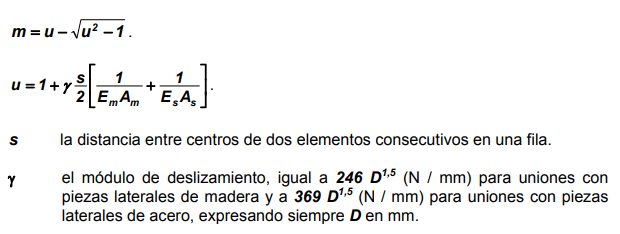 m = u – √u² – 1 .
u = 1 + γ s/2 [ 1/EₘAₘ + 1/EₛAₛ ] .
s la distancia entre centros de dos elementos consecutivos en una fila.
γ el módulo de deslizamiento, igual a 246 D¹,⁵ (N / mm) para uniones con
piezas laterales de madera y a 369 D¹,⁵ (N / mm) para uniones con piezas
laterales de acero, expresando siempre D en mm.